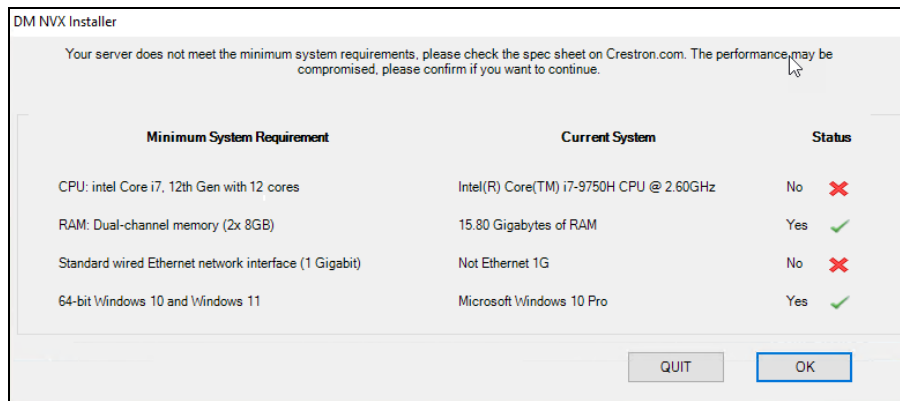 DM NVX Installer
Your server does not meet the minimum system requirements, please check the spec sheet on Crestron.com. The performance may be
compromised, please confirm if you want to continue.
Minimum System Requirement Current System Status
CPU: intel Core i7, 12th Gen with 12 cores Intel(R) Core(TM) i7-9750H CPU @ 2.60GHz No
RAM: Dual-channel memory (2x 8GB) 15.80 Gigabytes of RAM Yes
Standard wired Ethernet network interface (1 Gigabit) Not Ethernet 1G No
64-bit Windows 10 and Windows 11 Microsoft Windows 10 Pro Yes
QUIT OK